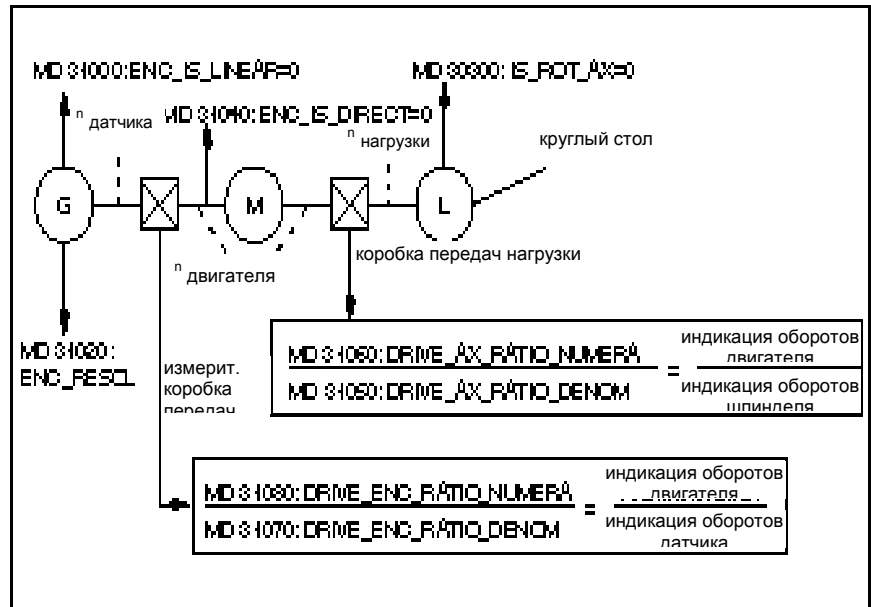 MD 31000:ENC_IS_LINEAR=0
MD 30300: IS_ROT_AX=0
n датчика
MD 31040: ENC_IS_DIRECT=0
n нагрузки
круглый стол
G
M
L
n двигателя
коробка передач нагрузки
MD 31020:
ENC_RESOL
измерит.
коробка
передач
MD 31060: DRIVE_AX_RATIO_NUMERA
MD 31050: DRIVE_AX_RATIO_DENOM
=
индикация оборотов
двигателя
индикация оборотов
шпинделя
MD 31080: DRIVE_ENC_RATIO_NUMERA
MD 31070: DRIVE_ENC_RATIO_DENOM
=
индикация оборотов
двигателя
индикация оборотов
датчика